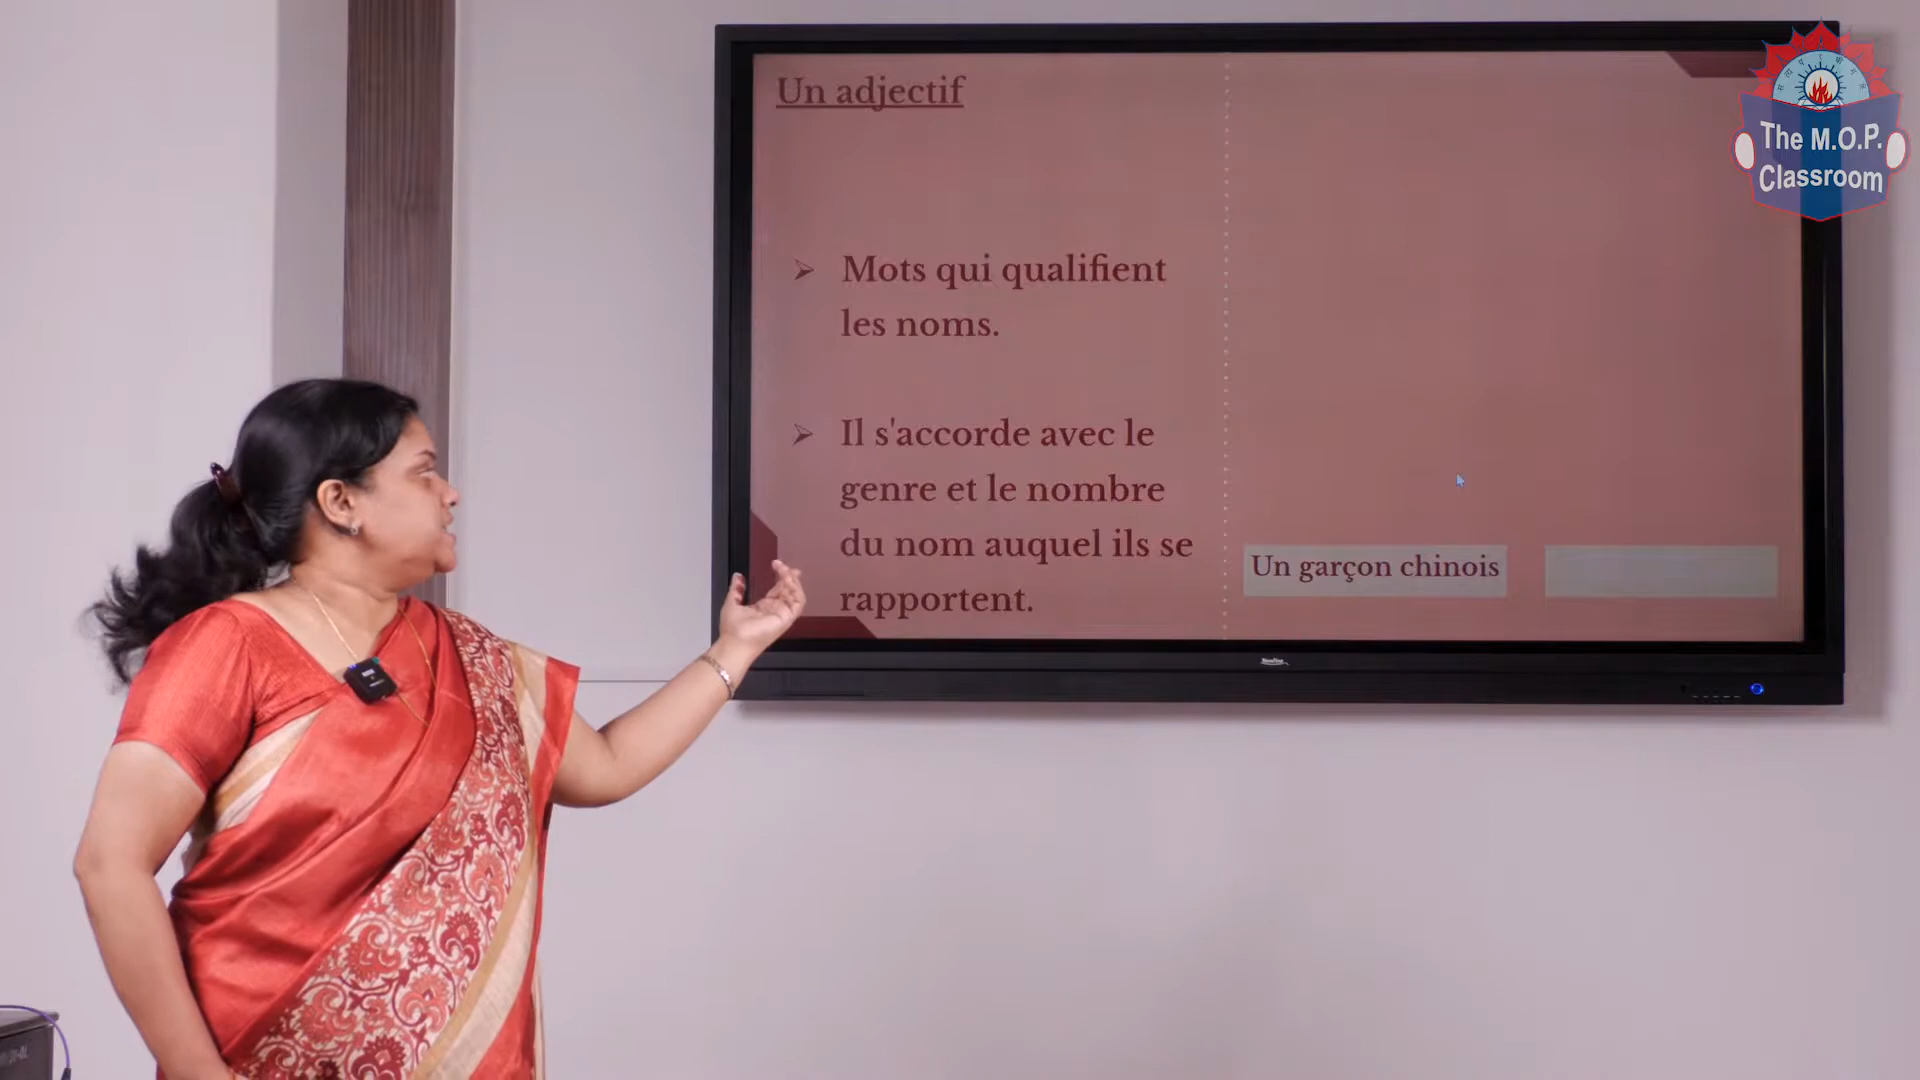 Un adjectif
Mots qui qualifient
les noms.
Il s'accorde avec le
genre et le nombre
du nom auquel ils se
rapportent.
Un garçon chinois
The M.O.P.
Classroom